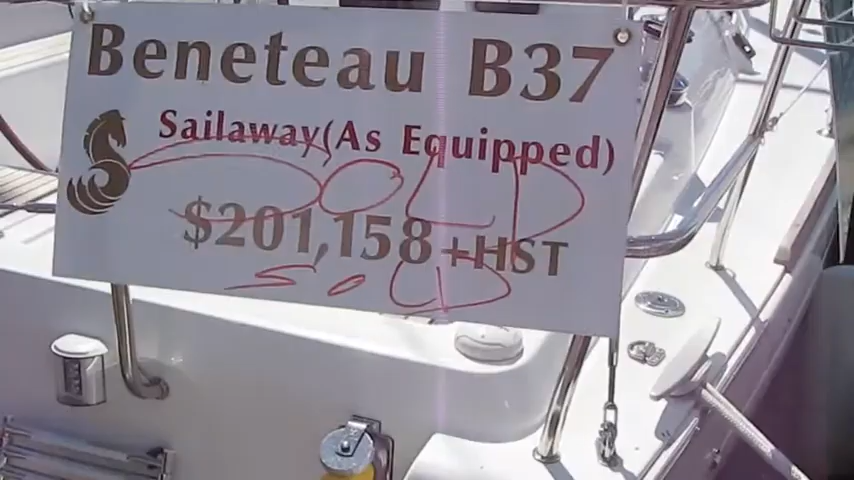 Beneteau B37
Sailaway (As Equipped)
SOLD
$201,158 +HST
SOLD